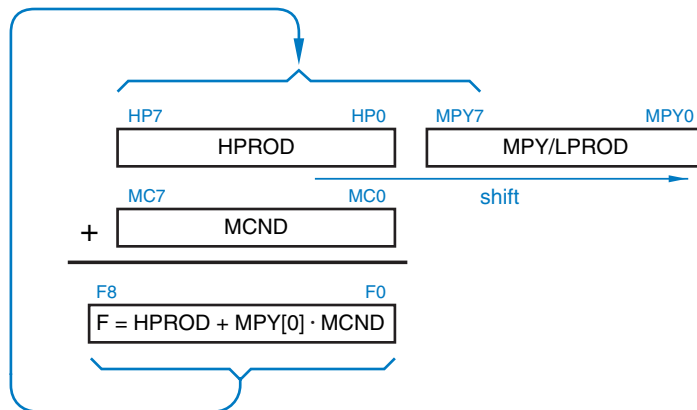 HP7 HP0 MPY7 MPY0
HPROD MPY/LPROD
shift
MC7 MC0
+ MCND
F8 F0
F = HPROD + MPY[0] · MCND